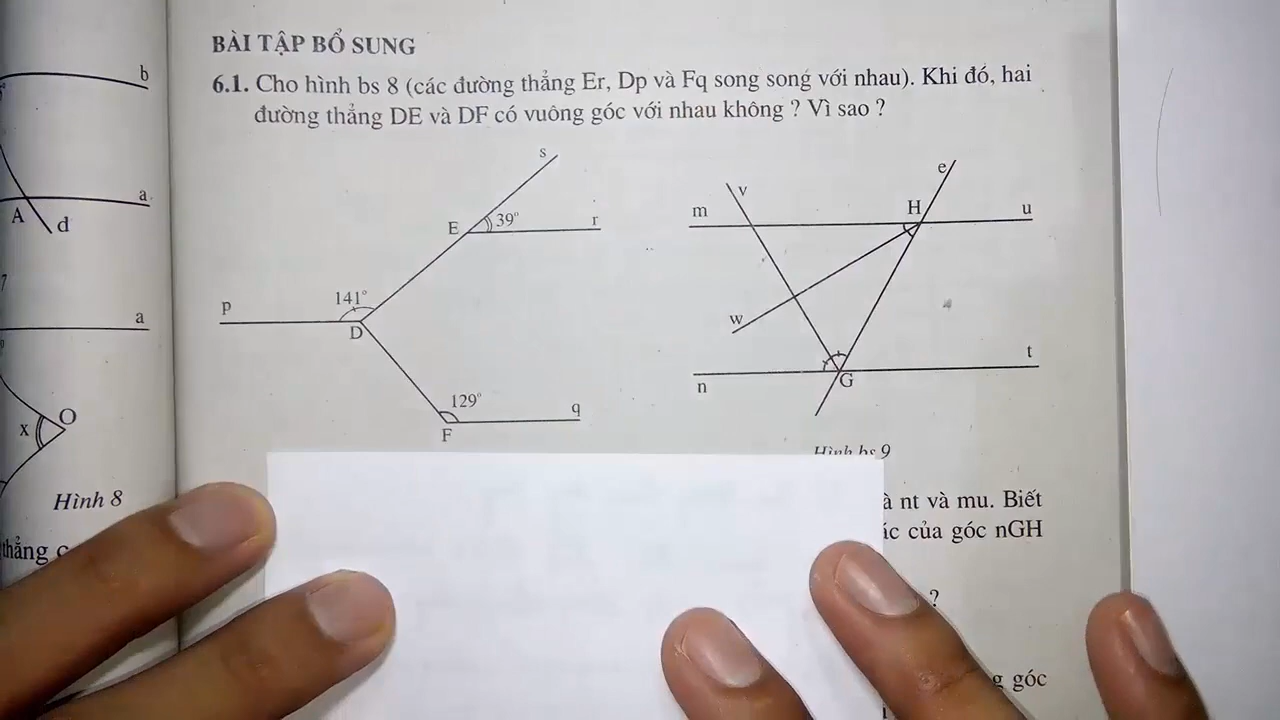 BÀI TẬP BỔ SUNG
6.1. Cho hình bs 8 (các đường thẳng Er, Dp và Fq song song với nhau). Khi đó, hai
đường thẳng DE và DF có vuông góc với nhau không ? Vì sao ?
b
a
A
d
a
x
O
Hình 8
thẳng
s
E
39°
r
p
141°
D
129°
q
F
v
e
m
H
u
w
t
n
G
Hình bs 9
à nt và mu. Biết
ác của góc nGH
?
góc